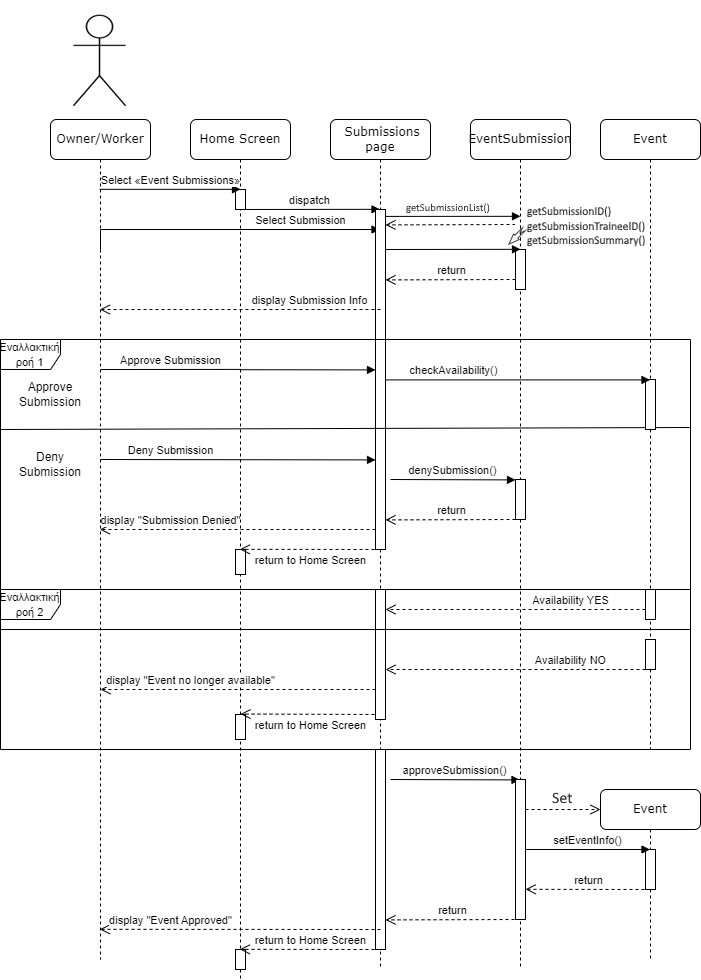 Owner/Worker
Home Screen
Submissions
page
EventSubmission
Event
Select «Event Submissions»
dispatch
getSubmissionList()
getSubmissionID()
Select Submission
getSubmissionTraineeID()
getSubmissionSummary()
return
display Submission Info
Εναλλακτική
ροή 1
Approve Submission
checkAvailability()
Approve
Submission
Deny Submission
Deny
Submission
denySubmission()
return
display "Submission Denied"
return to Home Screen
Εναλλακτική
ροή 2
Availability YES
Availability NO
display "Event no longer available"
return to Home Screen
approveSubmission()
Set
Event
setEventInfo()
return
return
display "Event Approved"
return to Home Screen